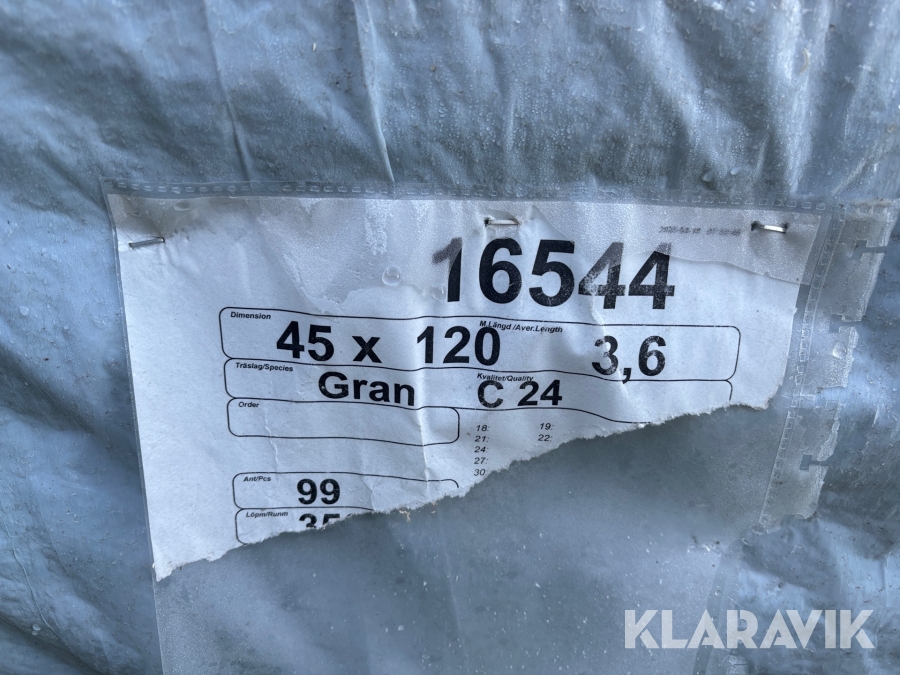 16544
Dimension
M.Längd /Aver.Length
45 x 120
3,6
Träslag/Species
Kvalitet/Quality
Gran
C 24
Order
18: 19:
21: 22:
24:
27:
30:
Ant/Pcs
99
Löpm/Runm
KLARAVIK